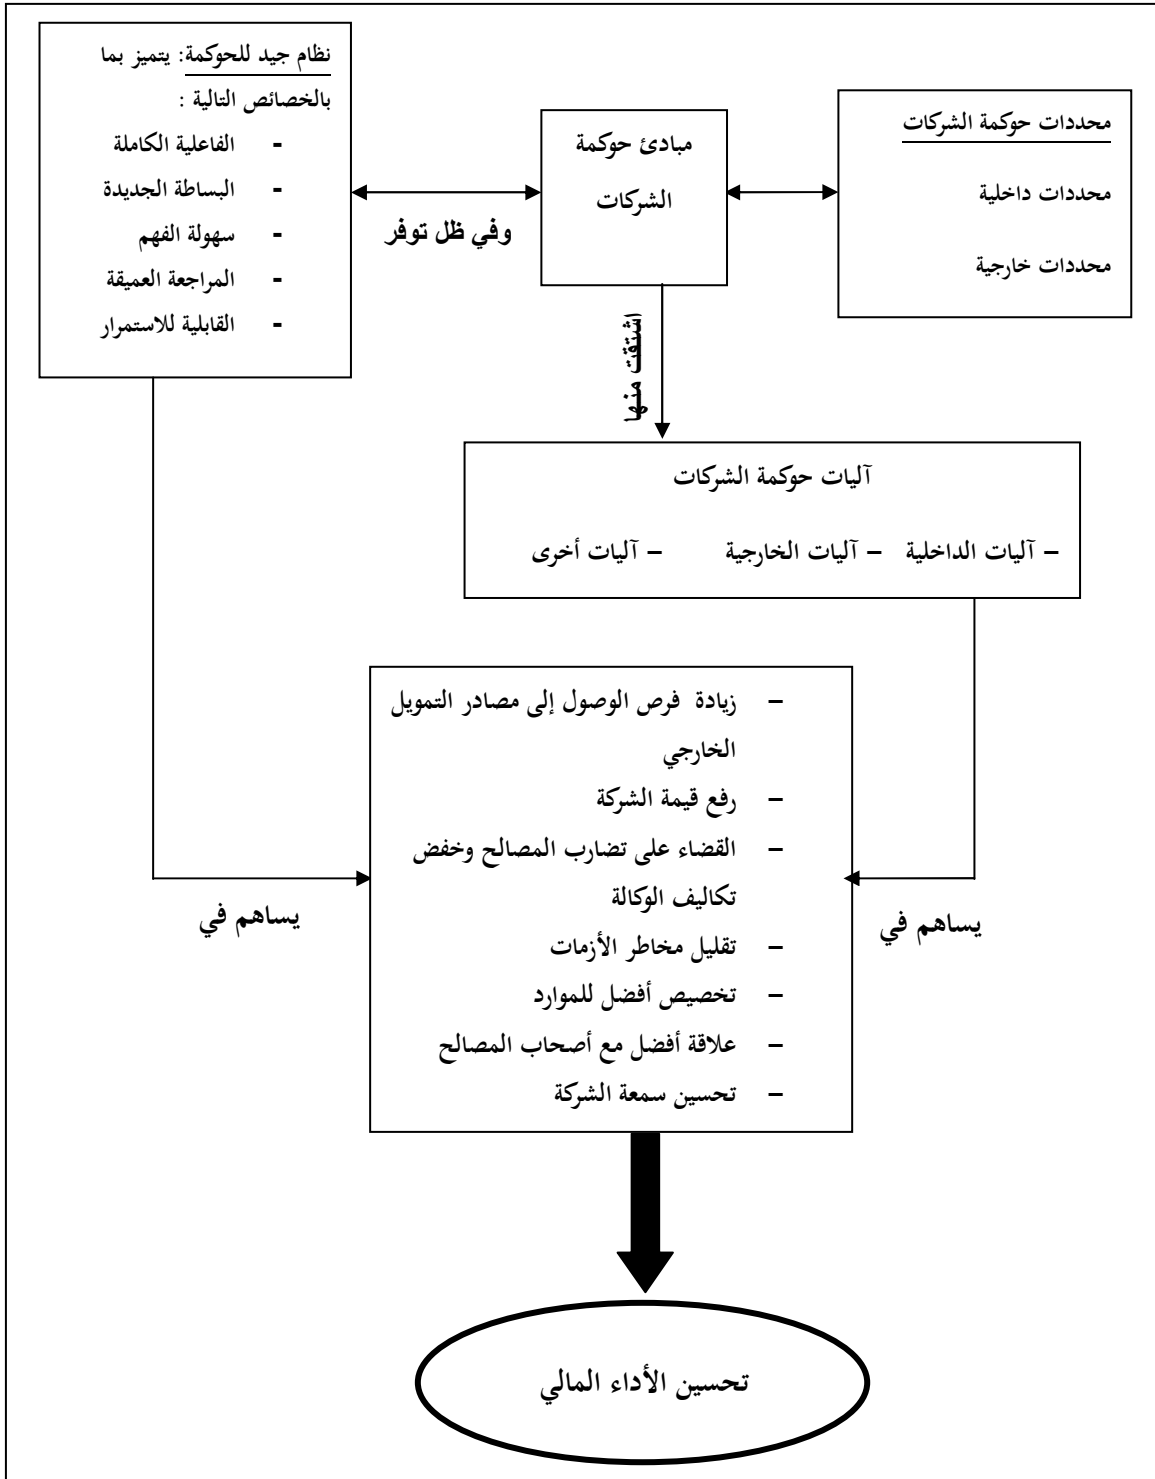 محددات حوكمة الشركات
محددات داخلية
محددات خارجية
مبادئ حوكمة
الشركات
وفي ظل توفر
نظام جيد للحوكمة: يتميز بما
بالخصائص التالية :
- الفاعلية الكاملة
- البساطة الجديدة
- سهولة الفهم
- المراجعة العميقة
- القابلية للاستمرار
اشتقت منها
آليات حوكمة الشركات
– آليات الداخلية – آليات الخارجية – آليات أخرى
– زيادة فرص الوصول إلى مصادر التمويل
الخارجي
– رفع قيمة الشركة
– القضاء على تضارب المصالح وخفض
تكاليف الوكالة
– تقليل مخاطر الأزمات
– تخصيص أفضل للموارد
– علاقة أفضل مع أصحاب المصالح
– تحسين سمعة الشركة
يساهم في
يساهم في
تحسين الأداء المالي